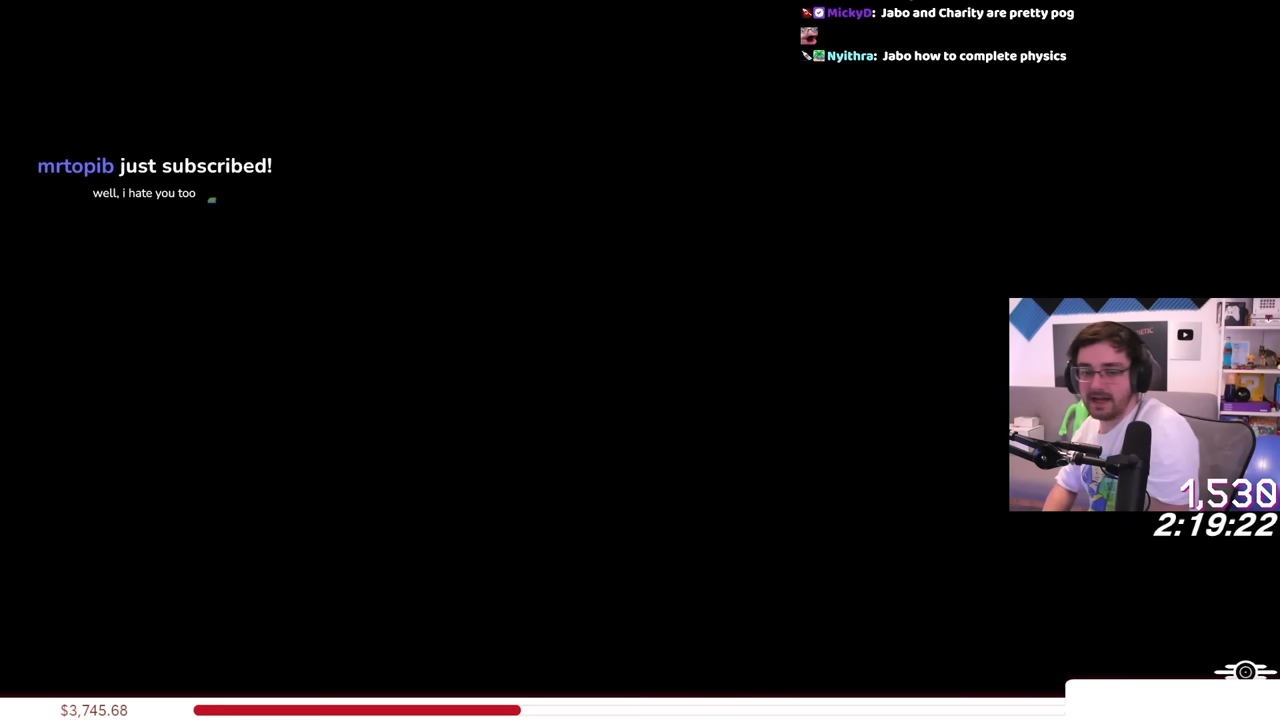 MickyD: Jabo and Charity are pretty pog
Nyithra: Jabo how to complete physics
mrtopib just subscribed!
well, i hate you too
1,530
2:19:22
$3,745.68